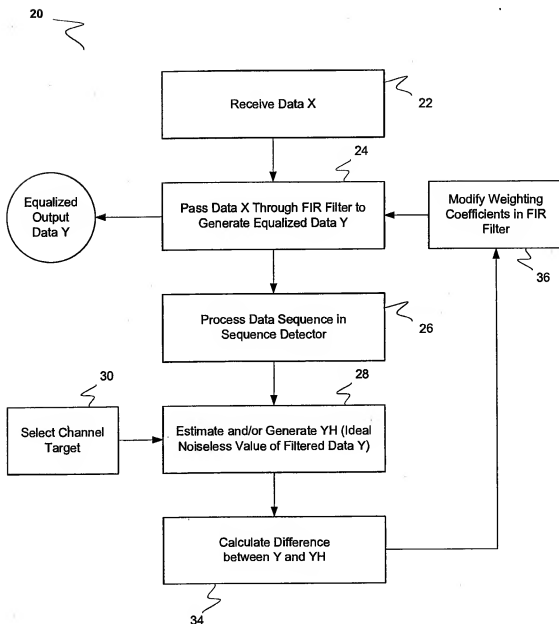 20
Receive Data X
22
24
Equalized
Output
Data Y
Pass Data X Through FIR Filter to
Generate Equalized Data Y
Modify Weighting
Coefficients in FIR
Filter
36
Process Data Sequence in
Sequence Detector
26
30
28
Select Channel
Target
Estimate and/or Generate YH (Ideal
Noiseless Value of Filtered Data Y)
Calculate Difference
between Y and YH
34